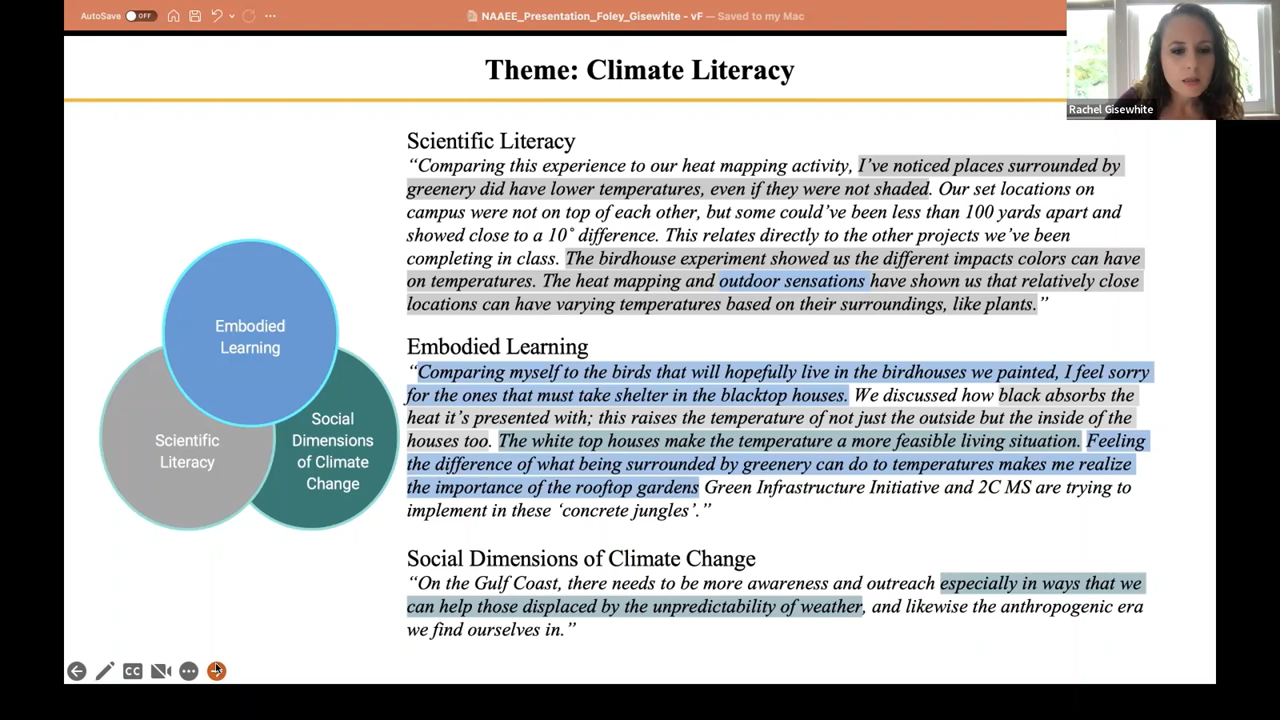 AutoSave OFF
NAAEE_Presentation_Foley_Gisewhite - vF — Saved to my Mac
Rachel Gisewhite
Theme: Climate Literacy
Embodied
Learning
Scientific
Literacy
Social
Dimensions
of Climate
Change
Scientific Literacy
“Comparing this experience to our heat mapping activity, I’ve noticed places surrounded by
greenery did have lower temperatures, even if they were not shaded. Our set locations on
campus were not on top of each other, but some could’ve been less than 100 yards apart and
showed close to a 10˚ difference. This relates directly to the other projects we’ve been
completing in class. The birdhouse experiment showed us the different impacts colors can have
on temperatures. The heat mapping and outdoor sensations have shown us that relatively close
locations can have varying temperatures based on their surroundings, like plants.”
Embodied Learning
“Comparing myself to the birds that will hopefully live in the birdhouses we painted, I feel sorry
for the ones that must take shelter in the blacktop houses. We discussed how black absorbs the
heat it’s presented with; this raises the temperature of not just the outside but the inside of the
houses too. The white top houses make the temperature a more feasible living situation. Feeling
the difference of what being surrounded by greenery can do to temperatures makes me realize
the importance of the rooftop gardens Green Infrastructure Initiative and 2C MS are trying to
implement in these ‘concrete jungles’.”
Social Dimensions of Climate Change
“On the Gulf Coast, there needs to be more awareness and outreach especially in ways that we
can help those displaced by the unpredictability of weather, and likewise the anthropogenic era
we find ourselves in.”
CC